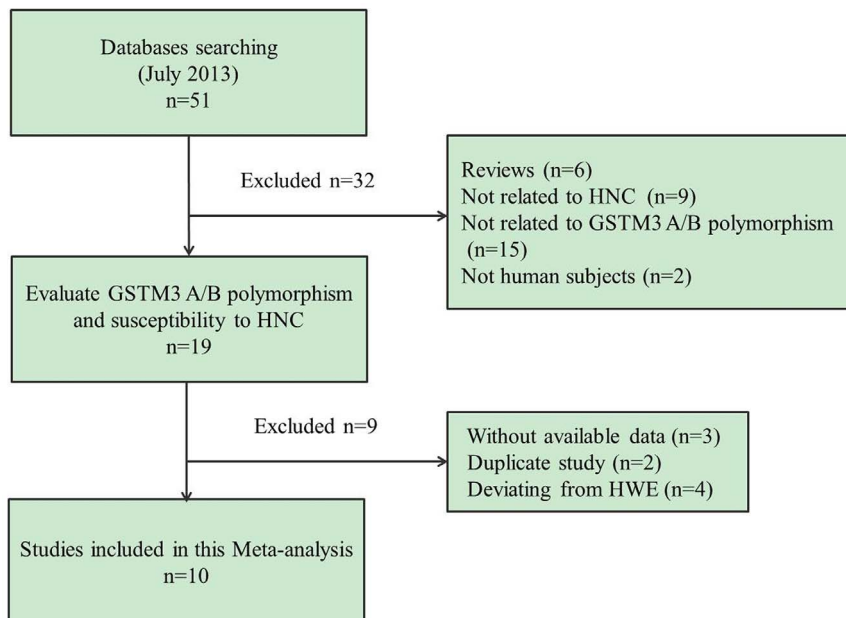 Databases searching
(July 2013)
n=51
Excluded n=32
Reviews (n=6)
Not related to HNC (n=9)
Not related to GSTM3 A/B polymorphism
(n=15)
Not human subjects (n=2)
Evaluate GSTM3 A/B polymorphism
and susceptibility to HNC
n=19
Excluded n=9
Without available data (n=3)
Duplicate study (n=2)
Deviating from HWE (n=4)
Studies included in this Meta-analysis
n=10